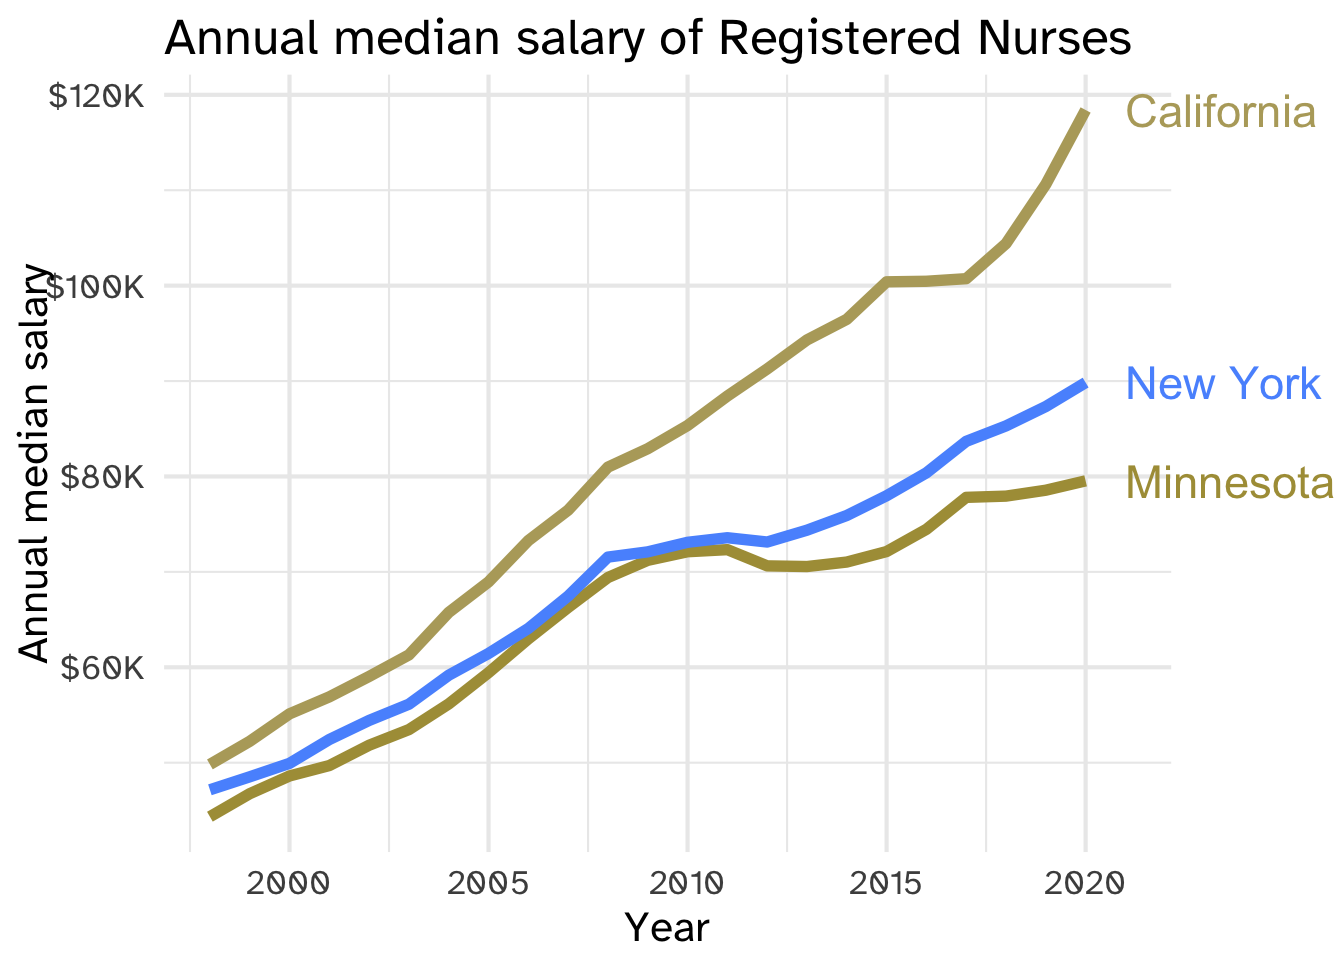 Annual median salary of Registered Nurses
$120K
$100K
$80K
$60K
Annual median salary
California
New York
Minnesota
2000 2005 2010 2015 2020
Year